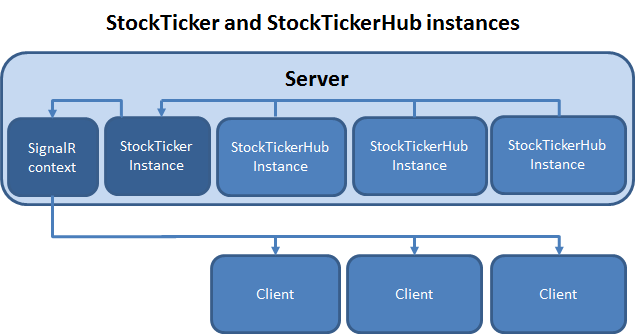 StockTicker and StockTickerHub instances
Server
SignalR
context
StockTicker
Instance
StockTickerHub
Instance
StockTickerHub
Instance
StockTickerHub
Instance
Client
Client
Client